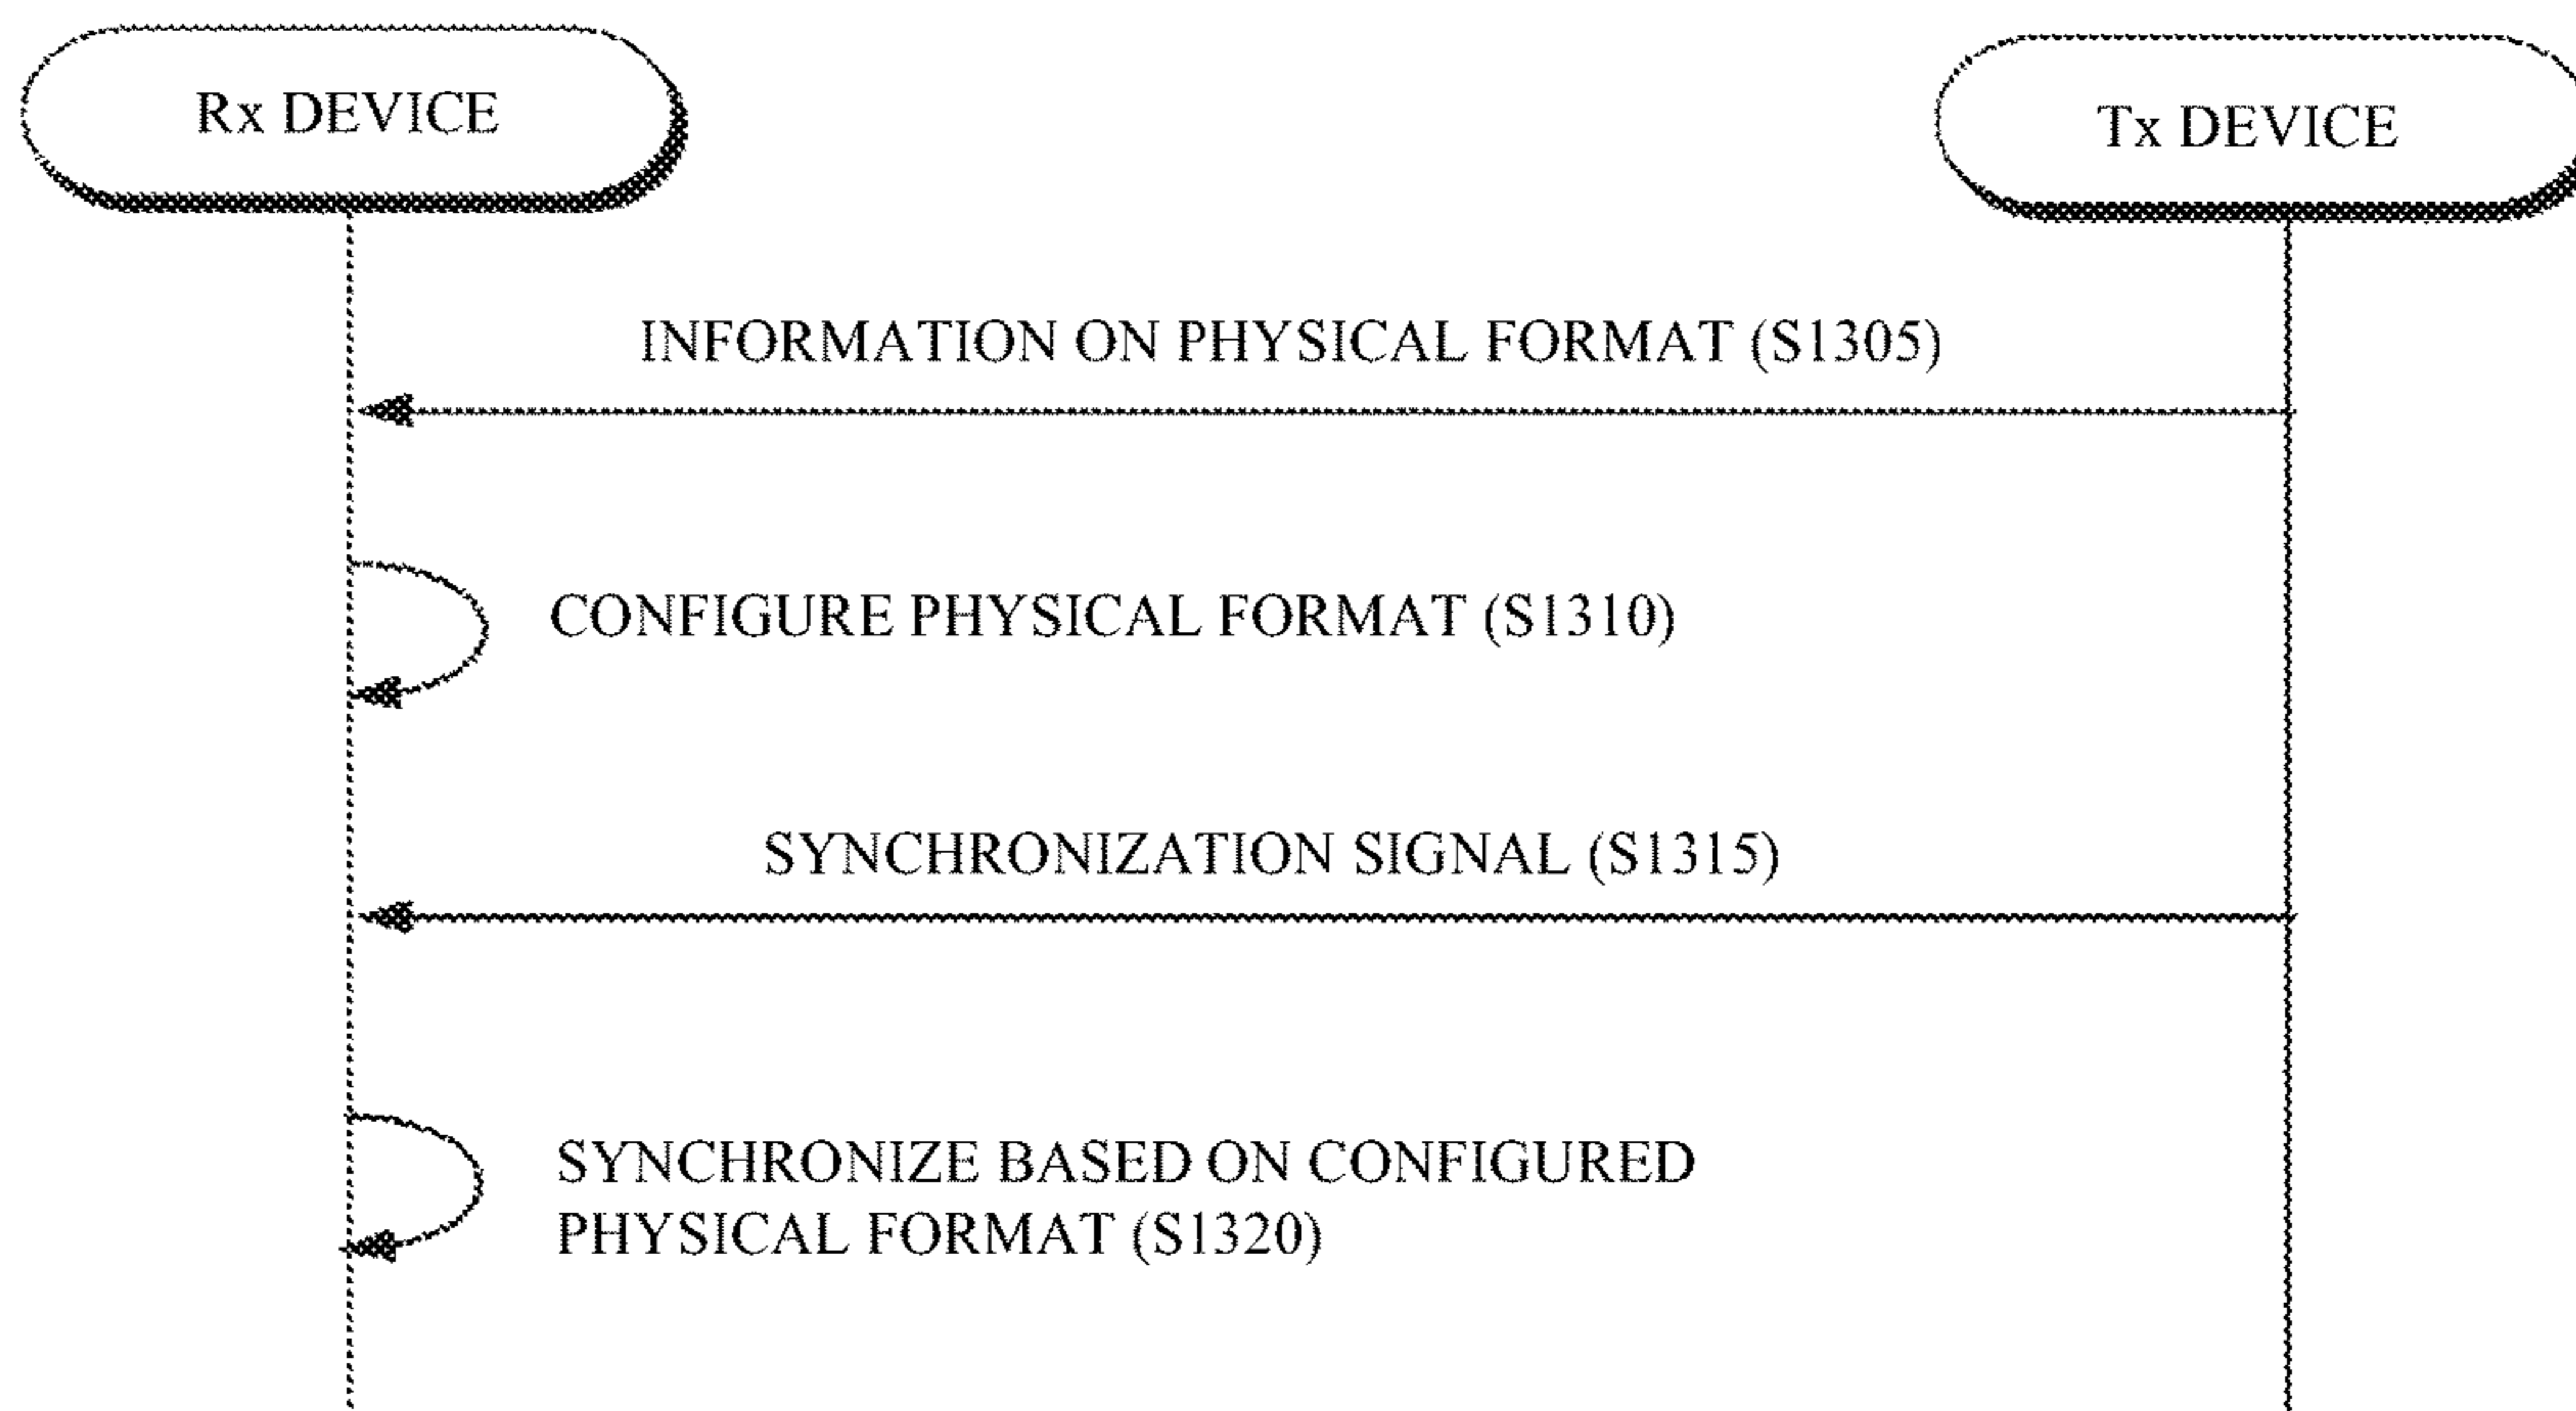 Rx DEVICE
Tx DEVICE
INFORMATION ON PHYSICAL FORMAT (S1305)
CONFIGURE PHYSICAL FORMAT (S1310)
SYNCHRONIZATION SIGNAL (S1315)
SYNCHRONIZE BASED ON CONFIGURED
PHYSICAL FORMAT (S1320)